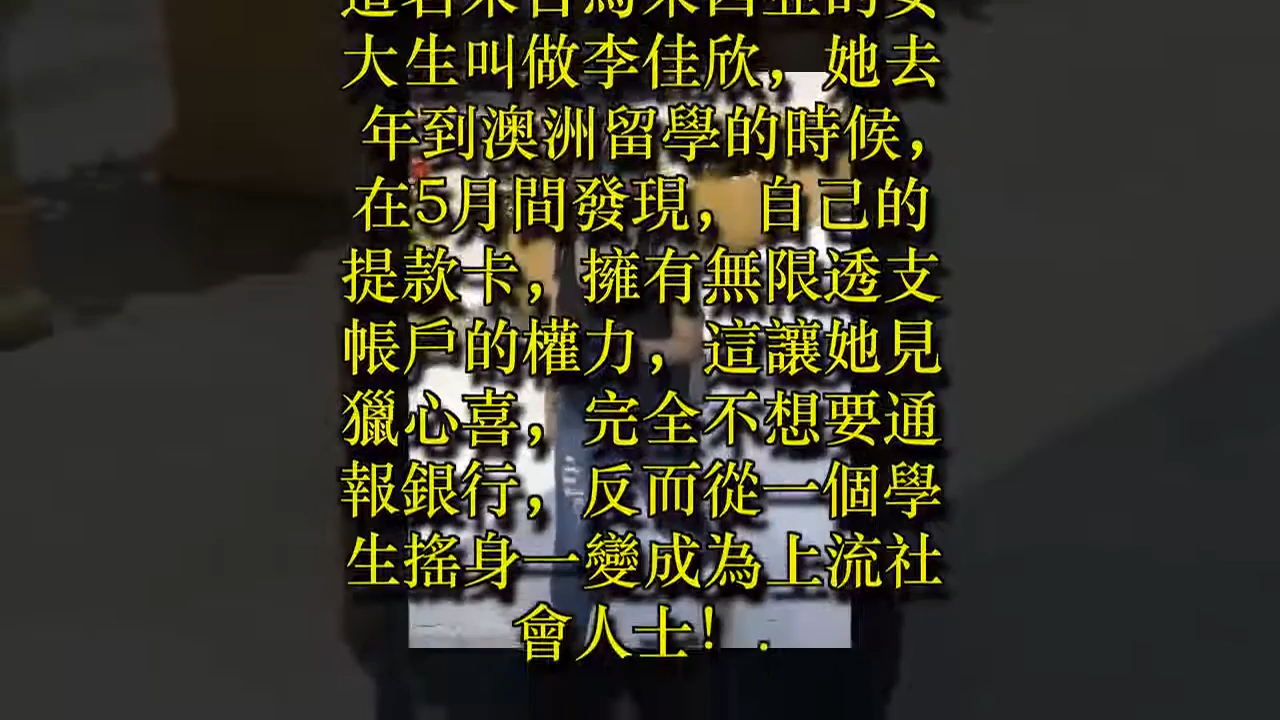 大生叫做李佳欣，她去
年到澳洲留學的時候，
在5月間發現，自己的
提款卡，擁有無限透支
帳戶的權力，這讓她見
獵心喜，完全不想要通
報銀行，反而從一個學
生搖身一變成為上流社
會人士！.